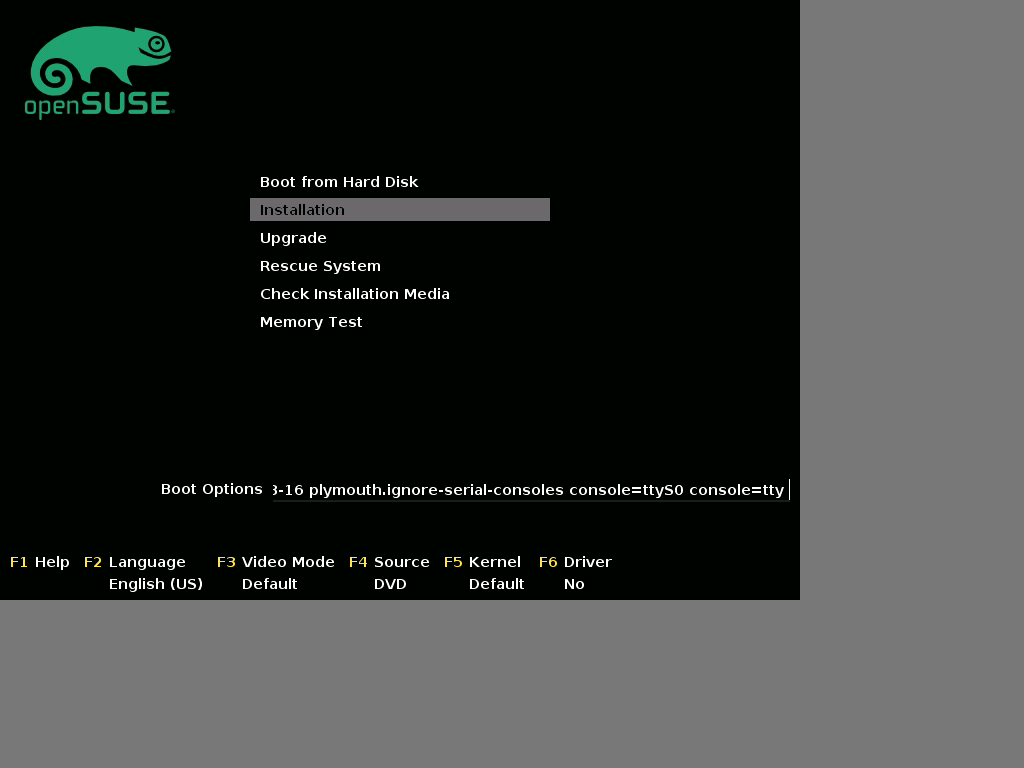 openSUSE
Boot from Hard Disk
Installation
Upgrade
Rescue System
Check Installation Media
Memory Test
Boot Options 3-16 plymouth.ignore-serial-consoles console=ttyS0 console=tty
F1 Help F2 Language F3 Video Mode F4 Source F5 Kernel F6 Driver
English (US) Default DVD Default No